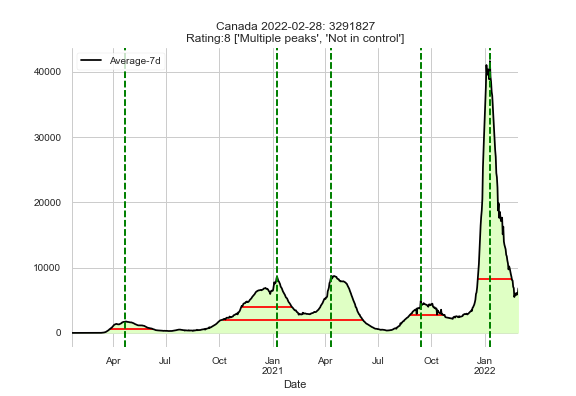 Canada 2022-02-28: 3291827
Rating:8 ['Multiple peaks', 'Not in control']
Average-7d
40000
30000
20000
10000
0
Apr
Jul
Oct
Jan
2021
Apr
Jul
Oct
Jan
2022
Date